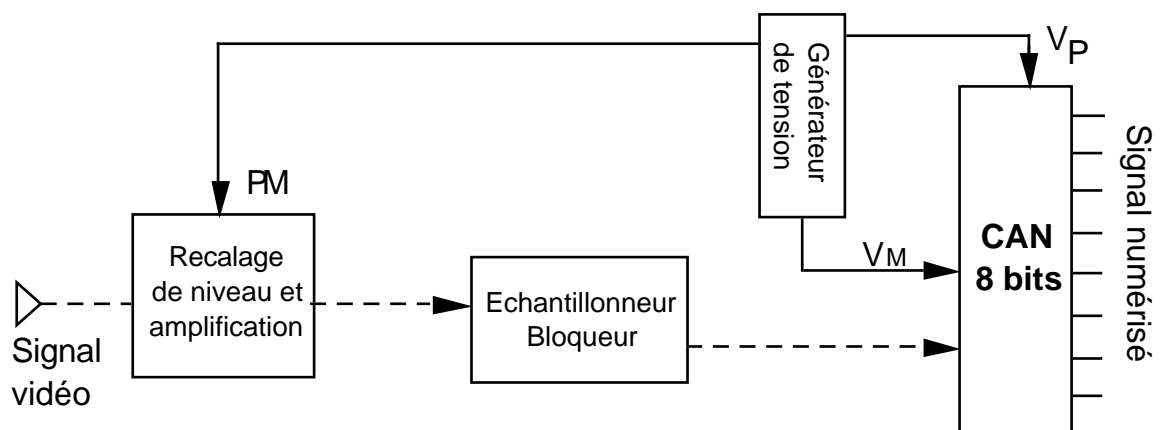 Générateur
de tension
VP
PM
Recalage
de niveau et
amplification
Signal
vidéo
Echantillonneur
Bloqueur
VM
CAN
8 bits
Signal numérisé